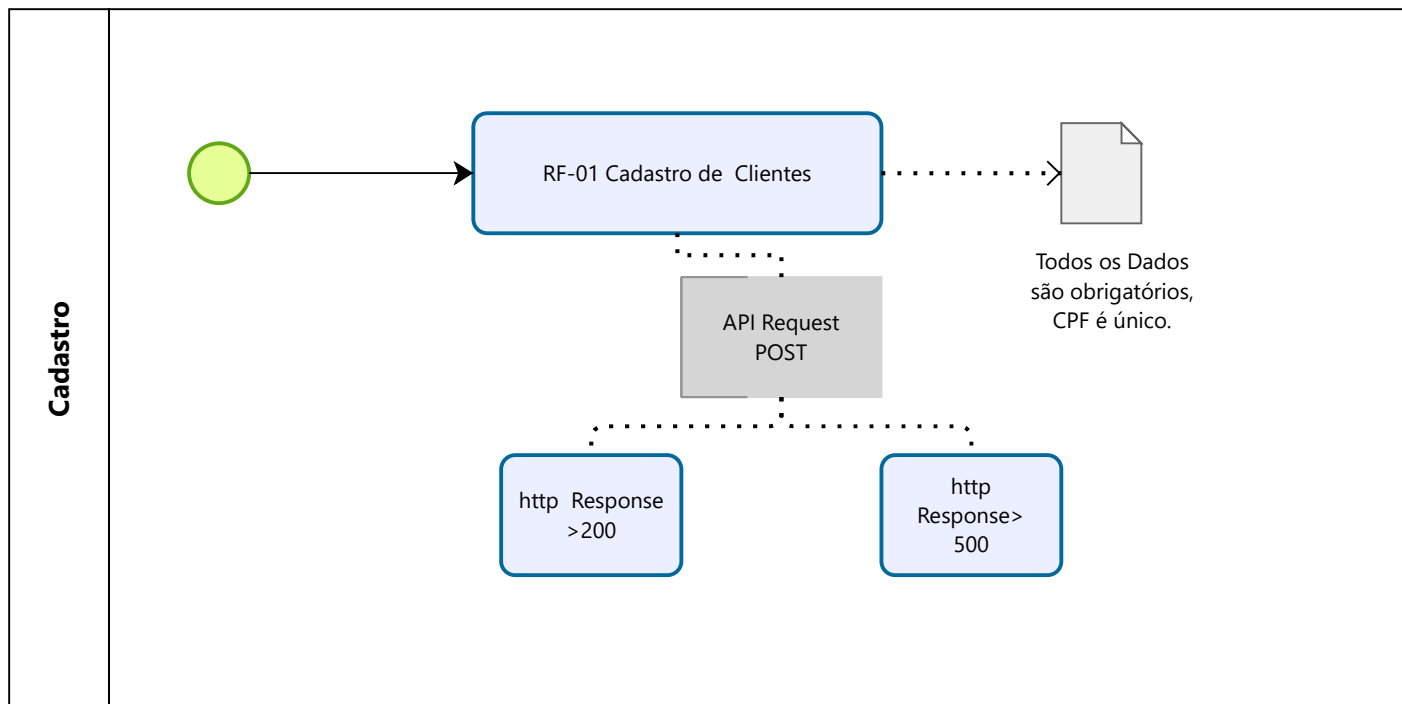 Cadastro
RF-01 Cadastro de  Clientes
Todos os Dados
são obrigatórios,
CPF é único.
API Request
POST
http  Response
>200
http
Response>
500